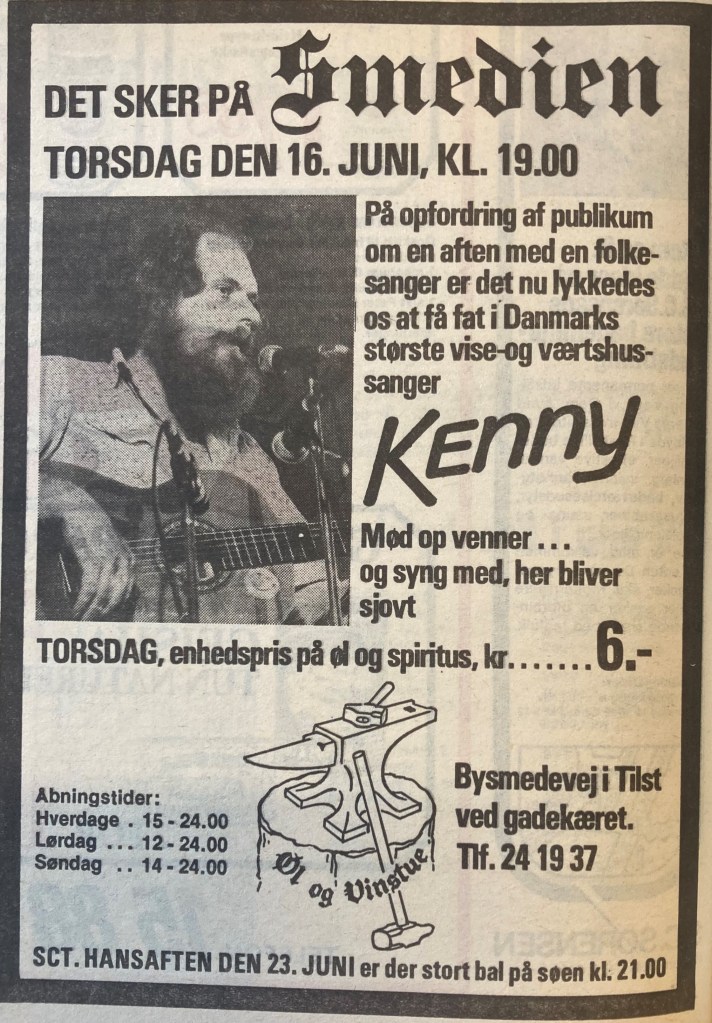 DET SKER PÅ Smedien
TORSDAG DEN 16. JUNI, KL. 19.00
På opfordring af publikum
om en aften med en folke-
sanger er det nu lykkedes
os at få fat i Danmarks
største vise-og værtshus-
sanger
KENNY
Mød op venner . . .
og syng med, her bliver
sjovt
TORSDAG, enhedspris på øl og spiritus, kr. . . . . . . 6.-
Abningstider:
Hverdage . 15 - 24.00
Lørdag . . . 12 - 24.00
Søndag . . 14 - 24.00
Øl og Vinstue
Bysmedevej i Tilst
ved gadekæret.
Tlf. 24 19 37
SCT. HANSAFTEN DEN 23. JUNI er der stort bal på søen kl. 21.00